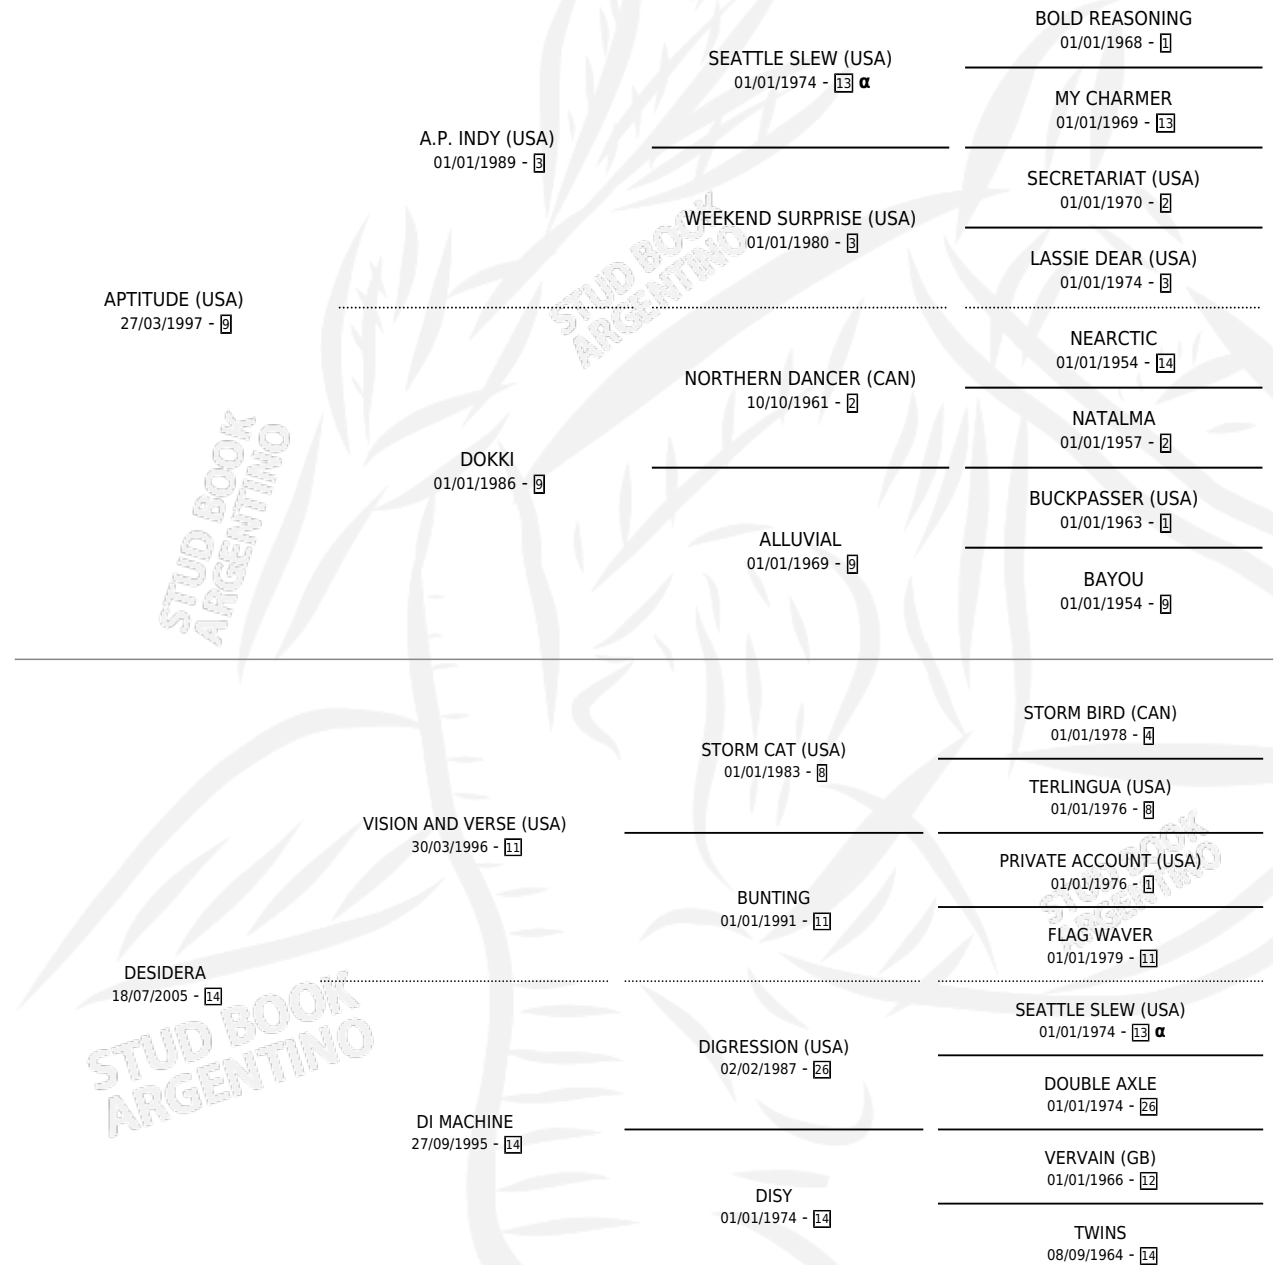 BOLD REASONING
01/01/1968 - 1
SEATTLE SLEW (USA)
01/01/1974 - 13 α
MY CHARMER
01/01/1969 - 13
A.P. INDY (USA)
01/01/1989 - 3
SECRETARIAT (USA)
01/01/1970 - 2
WEEKEND SURPRISE (USA)
01/01/1980 - 3
LASSIE DEAR (USA)
01/01/1974 - 3
APTITUDE (USA)
27/03/1997 - 9
NEARCTIC
01/01/1954 - 14
NORTHERN DANCER (CAN)
10/10/1961 - 2
NATALMA
01/01/1957 - 2
DOKKI
01/01/1986 - 9
BUCKPASSER (USA)
01/01/1963 - 1
ALLUVIAL
01/01/1969 - 9
BAYOU
01/01/1954 - 9
STORM BIRD (CAN)
01/01/1978 - 4
STORM CAT (USA)
01/01/1983 - 8
TERLINGUA (USA)
01/01/1976 - 8
VISION AND VERSE (USA)
30/03/1996 - 11
PRIVATE ACCOUNT (USA)
01/01/1976 - 1
BUNTING
01/01/1991 - 11
FLAG WAVER
01/01/1979 - 11
DESIDERA
18/07/2005 - 14
SEATTLE SLEW (USA)
01/01/1974 - 13 α
DIGRESSION (USA)
02/02/1987 - 26
DOUBLE AXLE
01/01/1974 - 26
DI MACHINE
27/09/1995 - 14
VERVAIN (GB)
01/01/1966 - 12
DISY
01/01/1974 - 14
TWINS
08/09/1964 - 14
STUD BOOK
ARGENTINO
STUD BOOK
ARGENTINO
STUD BOOK
ARGENTINO
STUD BOOK
ARGENTINO